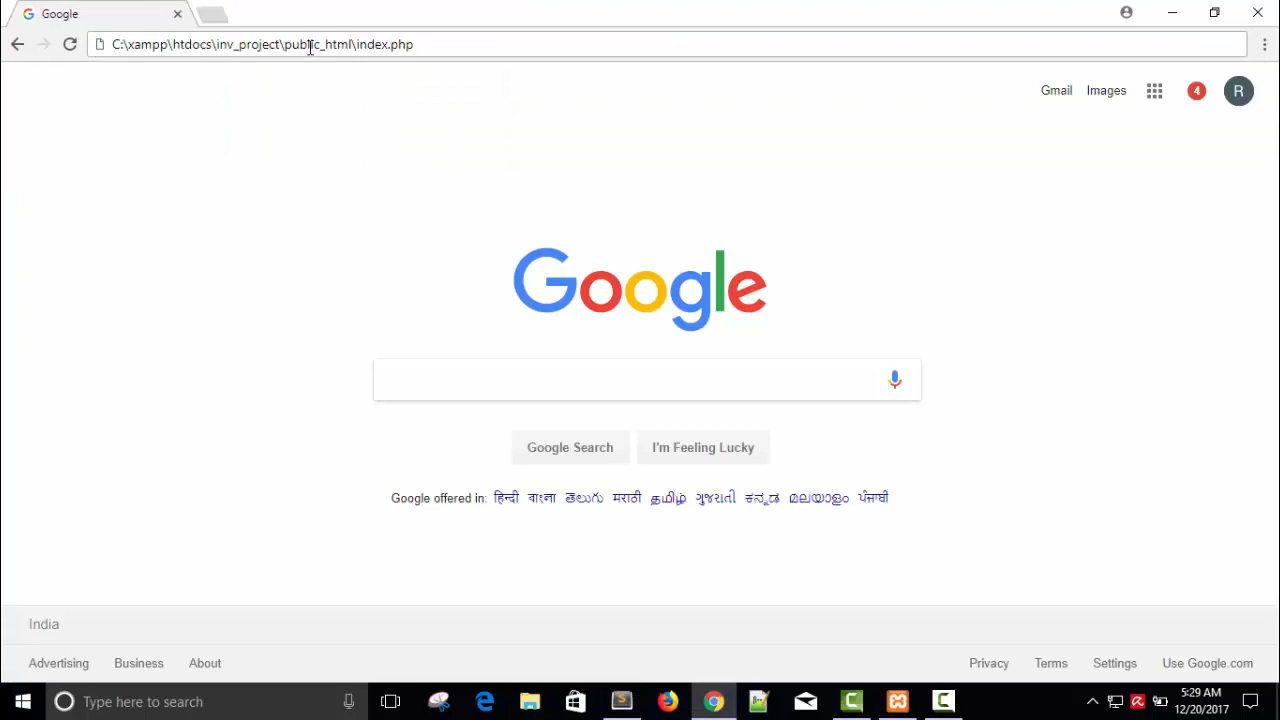 Google
C:\xampp\htdocs\inv_project\public_html\index.php
Gmail Images 4 R
Google
Google Search I'm Feeling Lucky
Google offered in: हिन्दी বাংলা తెలుగు मराठी தமிழ் ગુજરાતી ಕನ್ನಡ മലയാളം ਪੰਜਾਬੀ
India
Advertising Business About Privacy Terms Settings Use Google.com
Type here to search
5:29 AM
12/20/2017